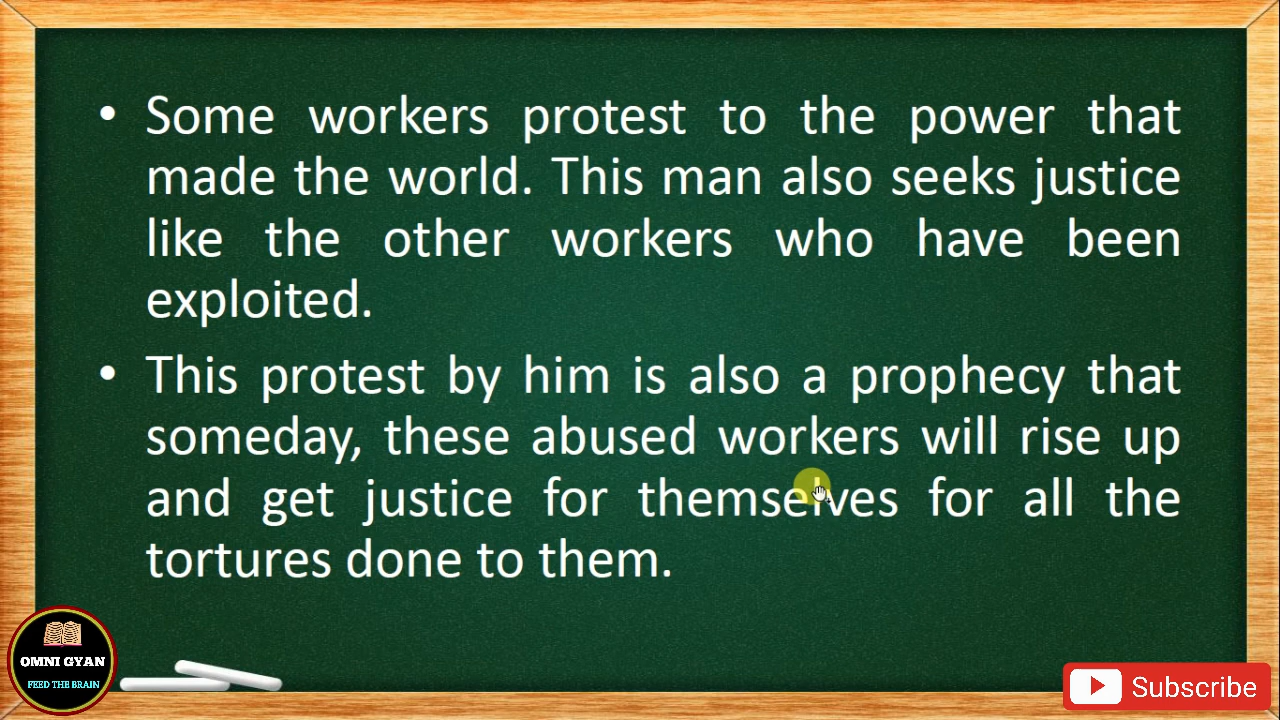 • Some workers protest to the power that
made the world. This man also seeks justice
like the other workers who have been
exploited.
• This protest by him is also a prophecy that
someday, these abused workers will rise up
and get justice for themselves for all the
tortures done to them.
OMNI GYAN
FEED THE BRAIN
Subscribe